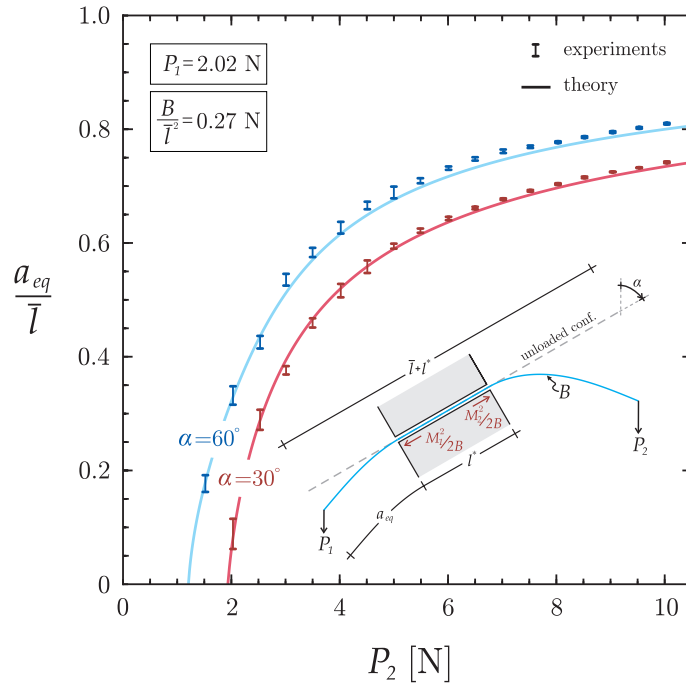 1.0
0.8
0.6
0.4
0.2
0
0
2
4
6
8
10
a_eq / l̄
P₂ [N]
P₁=2.02 N
B / l̄² =0.27 N
experiments
theory
α=60°
α=30°
α
unloaded conf.
l̄+l*
B
M₁²/2B
M₂²/2B
l*
a_eq
P₁
P₂